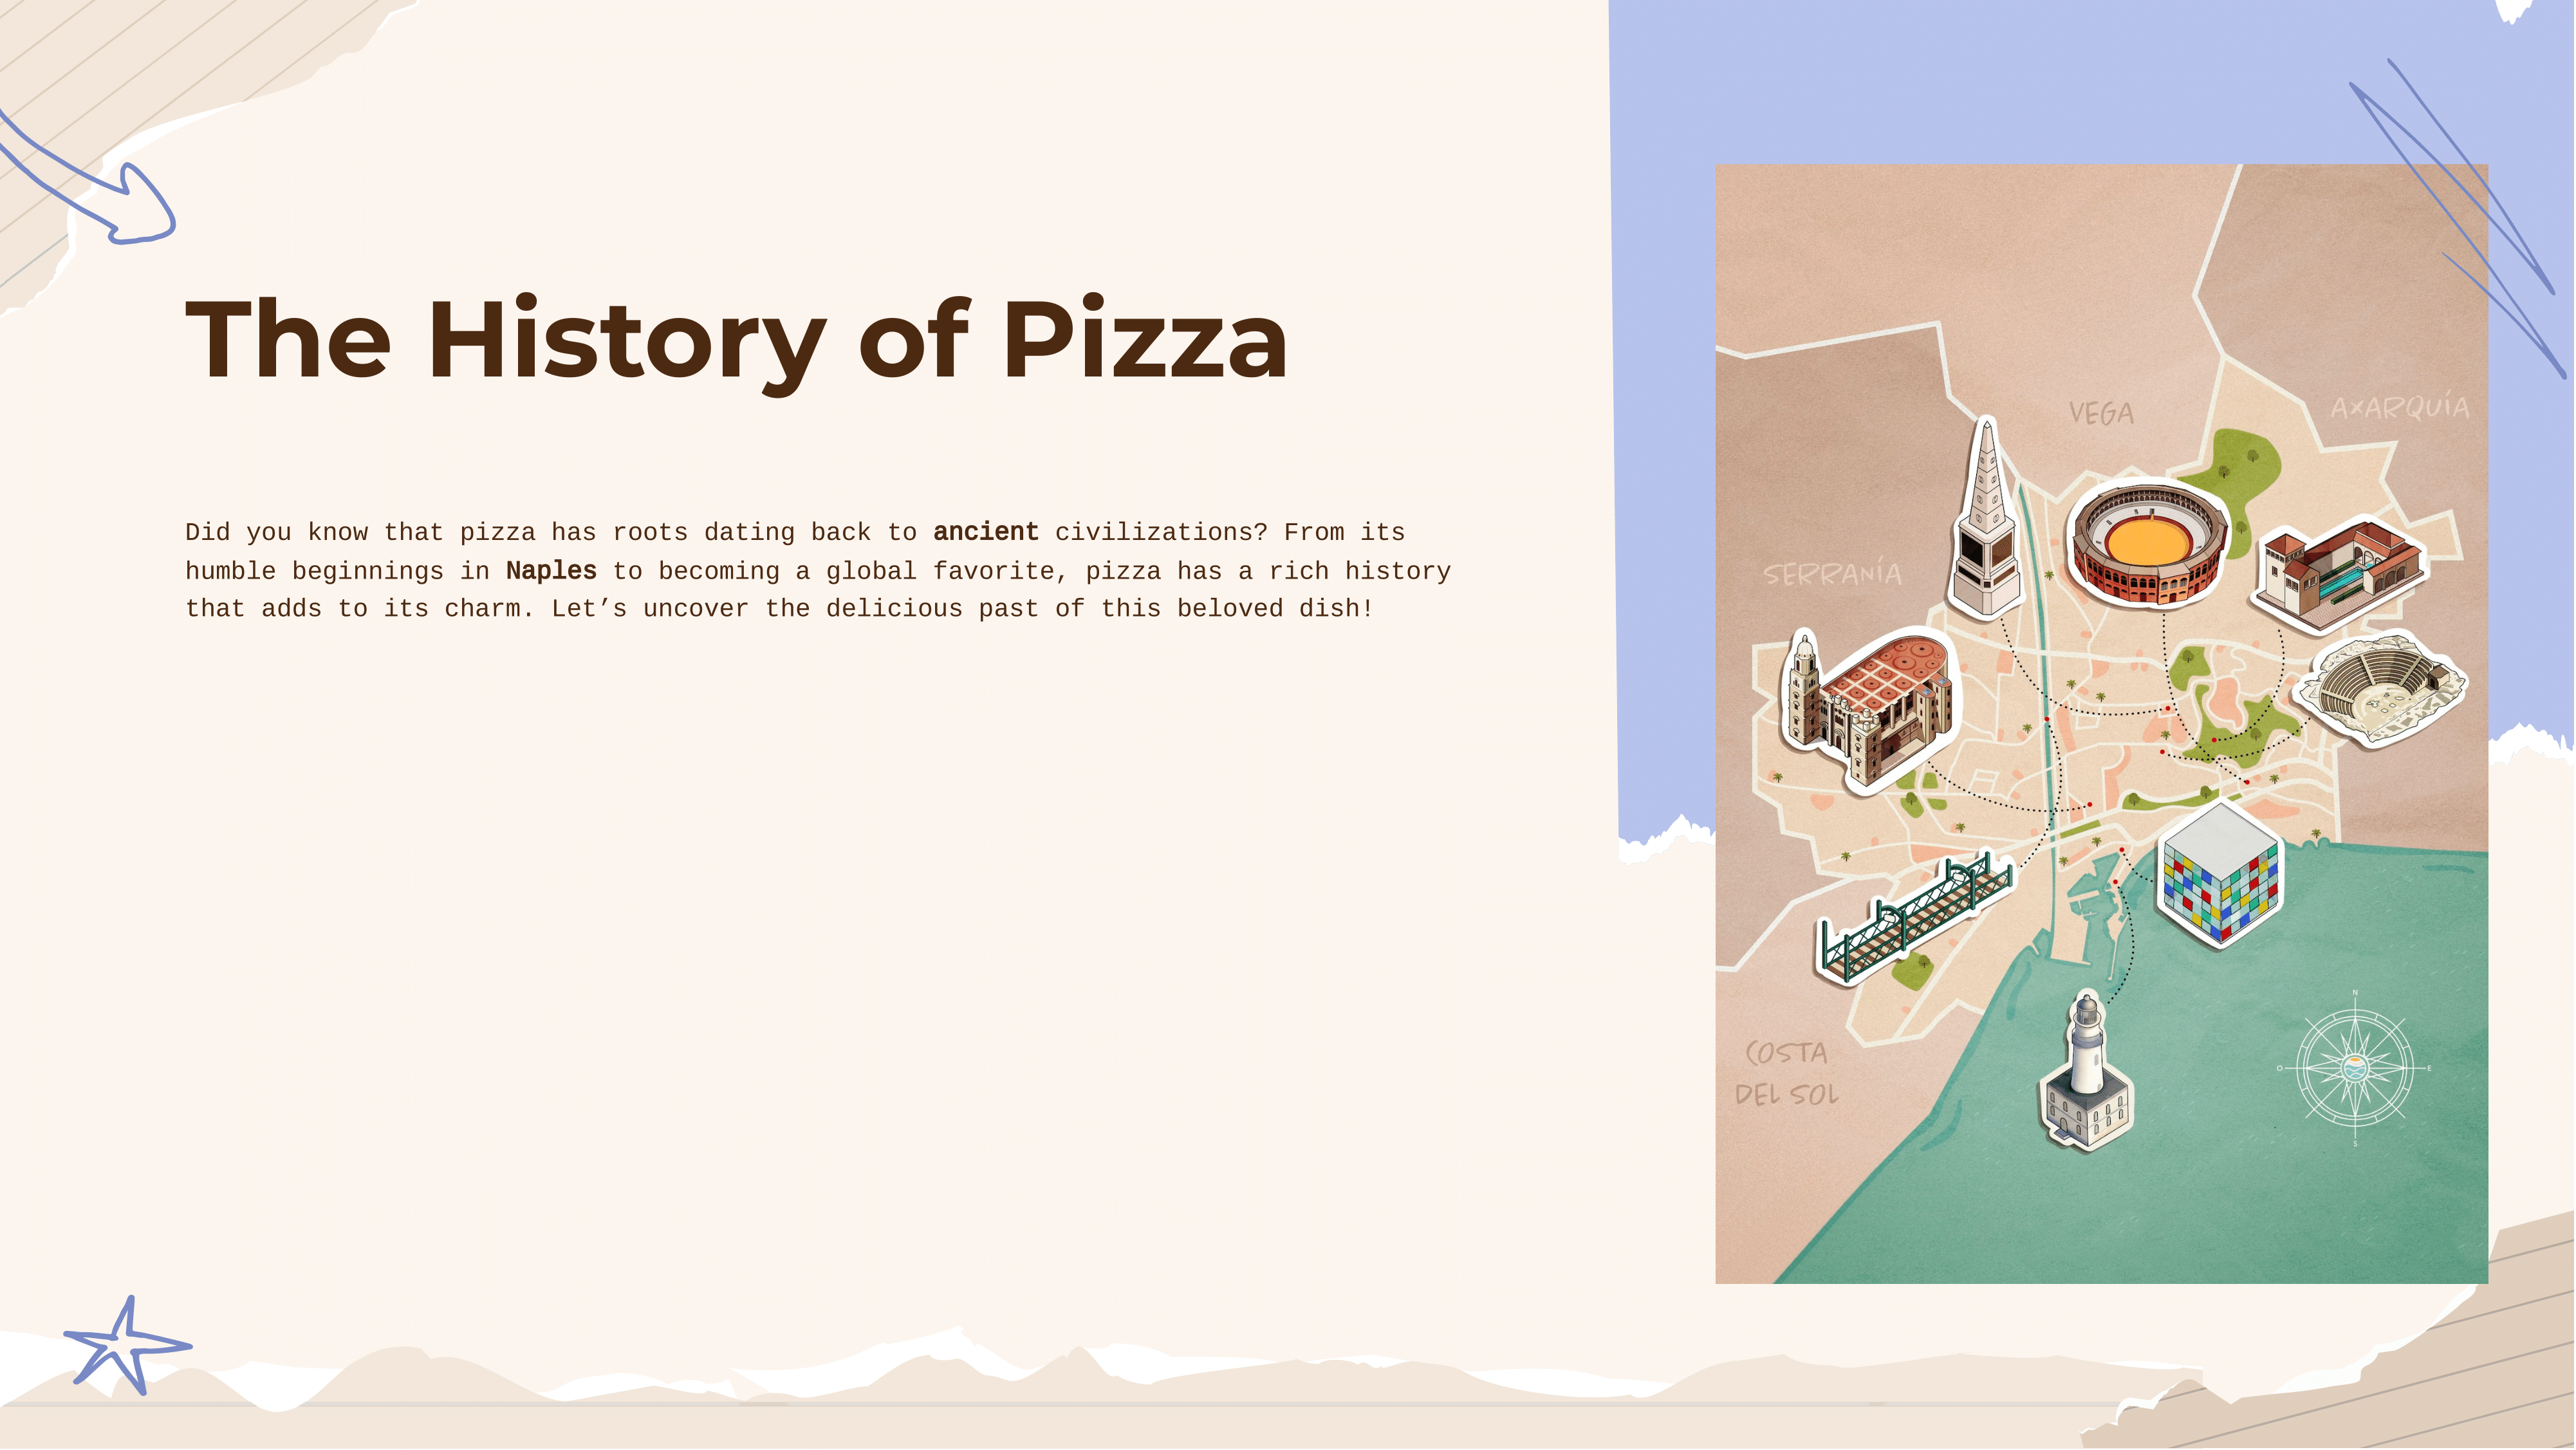 The History of Pizza
Did you know that pizza has roots dating back to ancient civilizations? From its
humble beginnings in Naples to becoming a global favorite, pizza has a rich history
that adds to its charm. Let’s uncover the delicious past of this beloved dish!
VEGA
AXARQUÍA
SERRANÍA
COSTA
DEL SOL
N
O
E
S